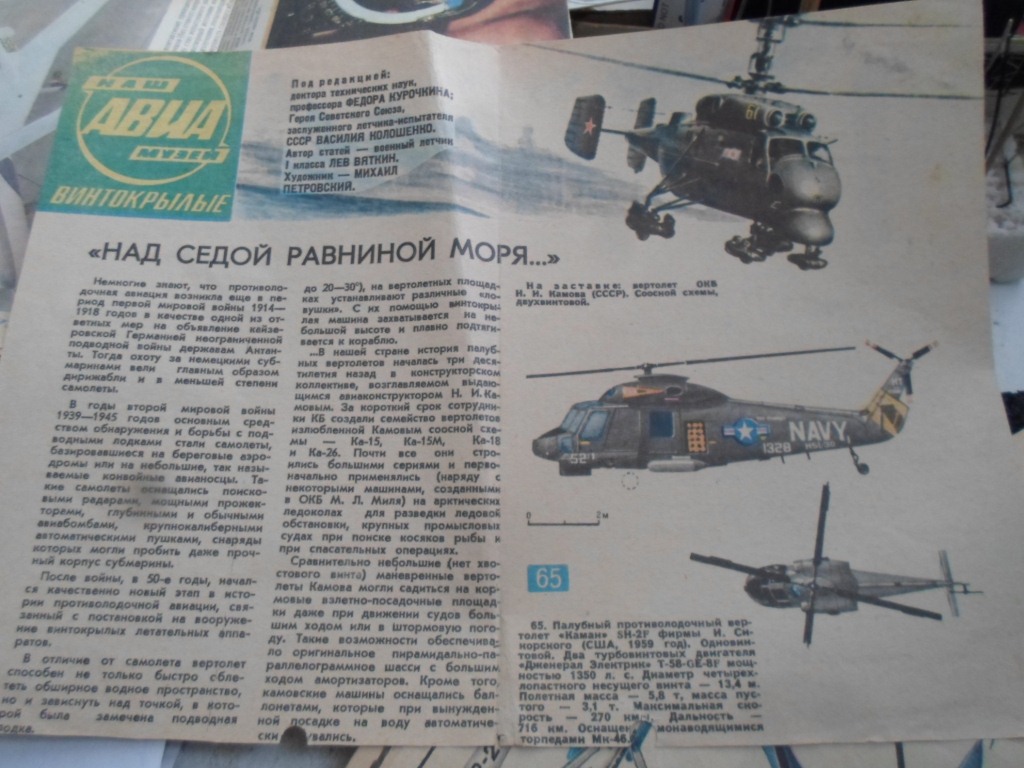 НАШ
АВИА
МУЗЕЙ
ВИНТОКРЫЛЫЕ
Под редакцией:
доктора технических наук,
профессора ФЕДОРА КУРОЧКИНА;
Героя Советского Союза,
заслуженного летчика-испытателя
СССР ВАСИЛИЯ КОЛОШЕНКО.
Автор статей — военный летчик
I класса ЛЕВ ВЯТКИН.
Художник — МИХАИЛ
ПЕТРОВСКИЙ.
«НАД СЕДОЙ РАВНИНОЙ МОРЯ...»
Немногие знают, что противоло-
дочная авиация возникла еще в пе-
риод первой мировой войны 1914—
1918 годов в качестве одной из от-
ветных мер на объявление кейзе-
ровской Германией неограниченной
подводной войны державам Антан-
ты. Тогда охоту за немецкими суб-
маринами вели главным образом
дирижабли и в меньшей степени
самолеты.
В годы второй мировой войны
1939—1945 годов основным сред-
ством обнаружения и борьбы с под-
водными лодками стали самолеты,
базировавшиеся на береговые аэро-
дромы или на небольшие, так назы-
ваемые конвойные авианосцы. Та-
кие самолеты оснащались поиско-
выми радарами, мощными прожек-
торами, глубинными и обычными
авиабомбами, крупнокалиберными
автоматическими пушками, снаряды
которых могли пробить даже проч-
ный корпус субмарины.
После войны, в 50-е годы, начал-
ся качественно новый этап в исто-
рии противолодочной авиации, свя-
занный с постановкой на вооруже-
ние винтокрылых летательных аппа-
ратов.
В отличие от самолета вертолет
способен не только быстро обле-
теть обширное водное пространство,
но и зависнуть над точкой, в кото-
рой была замечена подводная
лодка.
до 20—30°), на вертолетных площад-
ках устанавливают различные «ло-
вушки». С их помощью винтокры-
лая машина захватывается на не-
большой высоте и плавно подтяги-
вается к кораблю.
...В нашей стране история палуб-
ных вертолетов началась три деся-
тилетия назад в конструкторском
коллективе, возглавляемом выдаю-
щимся авиаконструктором Н. И. Ка-
мовым. За короткий срок сотрудни-
ки КБ создали семейство вертолетов
излюбленной Камовым соосной схе-
мы — Ка-15, Ка-15М, Ка-18
и Ка-26. Почти все они стро-
ились большими сериями и перво-
начально применялись (наряду с
некоторыми машинами, созданными
в ОКБ М. Л. Миля) на арктических
ледоколах для разведки ледовой
обстановки, крупных промысловых
судах при поиске косяков рыбы и
при спасательных операциях.
Сравнительно небольшие (нет хво-
стового винта) маневренные верто-
леты Камова могли садиться на кор-
мовые взлетно-посадочные площад-
ки даже при движении судов боль-
шим ходом или в штормовую пого-
ду. Такие возможности обеспечива-
ло оригинальное пирамидально-па-
раллелограммное шасси с большим
ходом амортизаторов. Кроме того,
камовские машины оснащались бал-
лонетами, которые при вынужден-
ной посадке на воду автоматиче-
ски
61
На заставке: вертолет ОКБ
Н. И. Камова (СССР). Соосной схемы,
двухвинтовой.
52
1328
NAVY
0 2м
65
65. Палубный противолодочный вер-
толет «Каман» SH-2F фирмы И. Си-
корского (США, 1959 год). Одновин-
товой. Два турбовинтовых двигателя
«Дженерал Электрик» Т-58-GE-8F мощ-
ностью 1350 л. с. Диаметр четырех-
лопастного несущего винта — 13,4 м.
Полетная масса — 5,8 т, масса пус-
того — 3,1 т. Максимальная ско-
рость — 270 км/ч. Дальность —
716 км. Оснащен самонаводящимися
торпедами Мк-46.